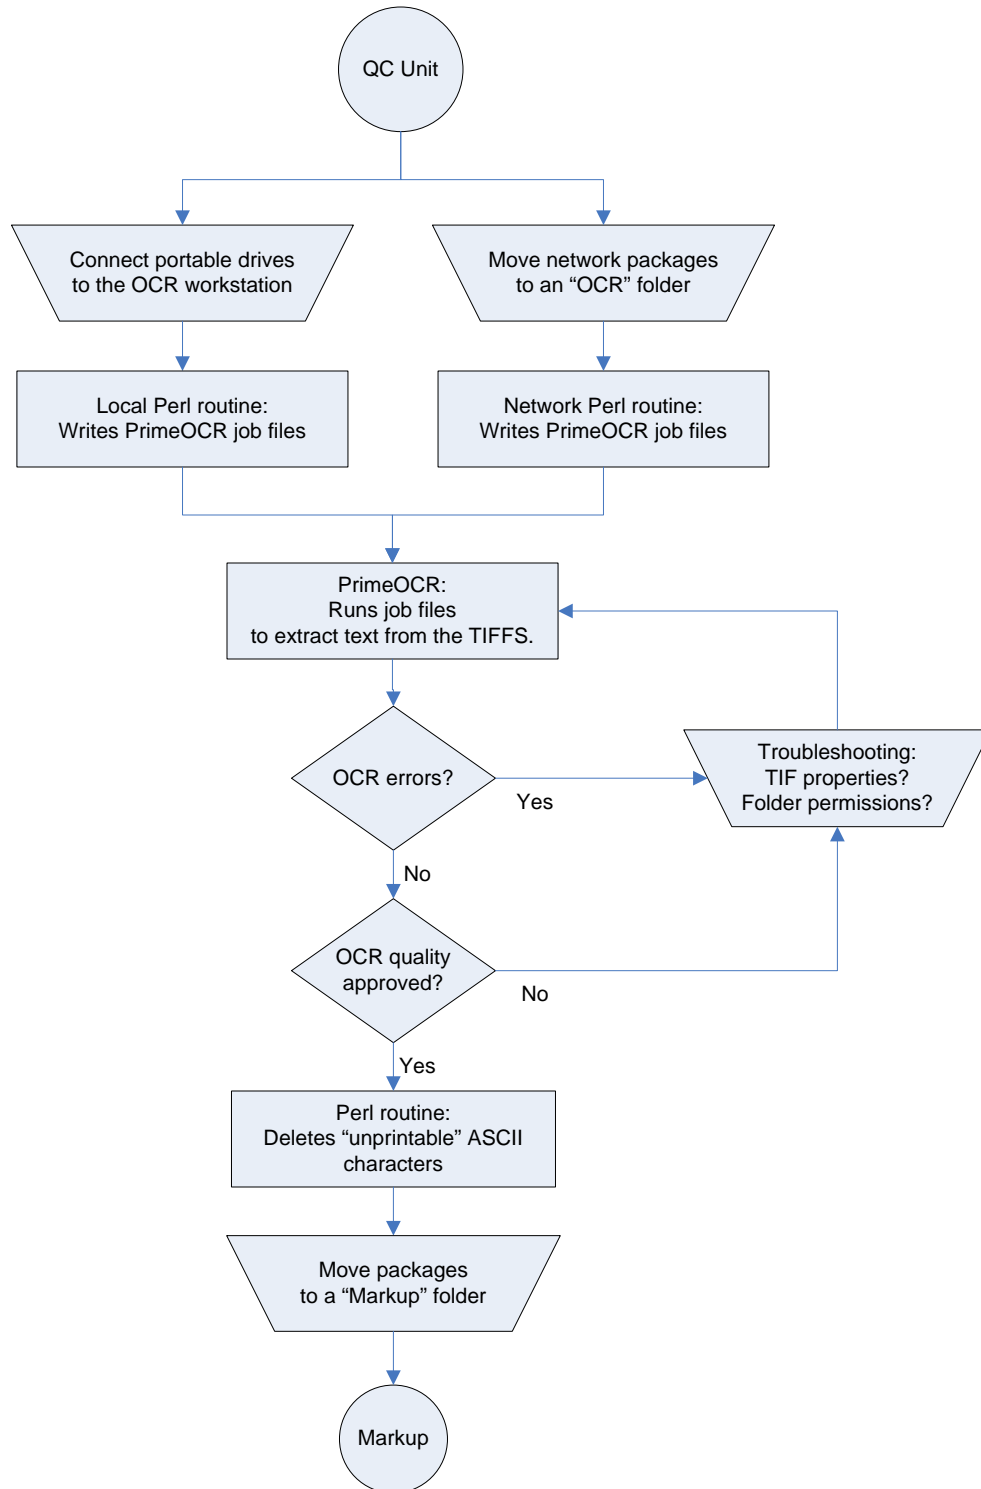 QC Unit
Connect portable drives
to the OCR workstation
Move network packages
to an “OCR” folder
Local Perl routine:
Writes PrimeOCR job files
Network Perl routine:
Writes PrimeOCR job files
PrimeOCR:
Runs job files
to extract text from the TIFFS.
OCR errors?
Yes
Troubleshooting:
TIF properties?
Folder permissions?
No
OCR quality
approved?
No
Yes
Perl routine:
Deletes “unprintable” ASCII
characters
Move packages
to a “Markup” folder
Markup